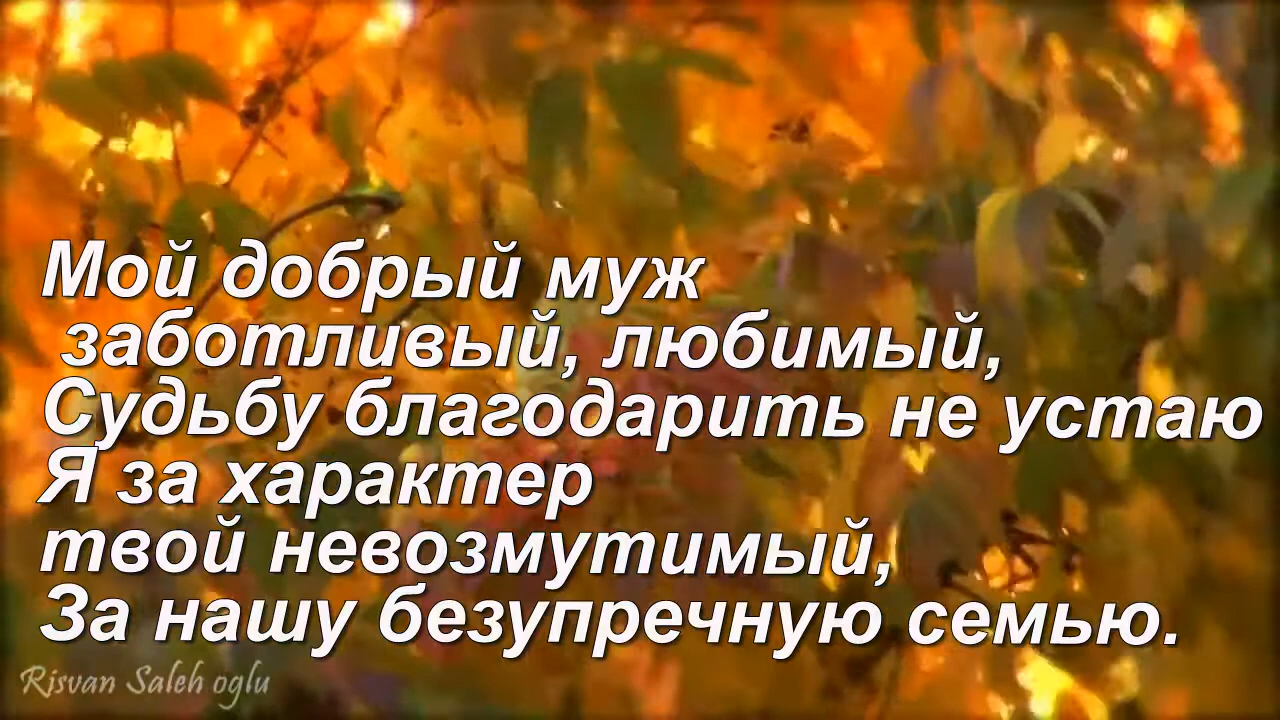 Мой добрый муж
заботливый, любимый,
Судьбу благодарить не устаю
Я за характер
твой невозмутимый,
За нашу безупречную семью.
Risvan Saleh oglu